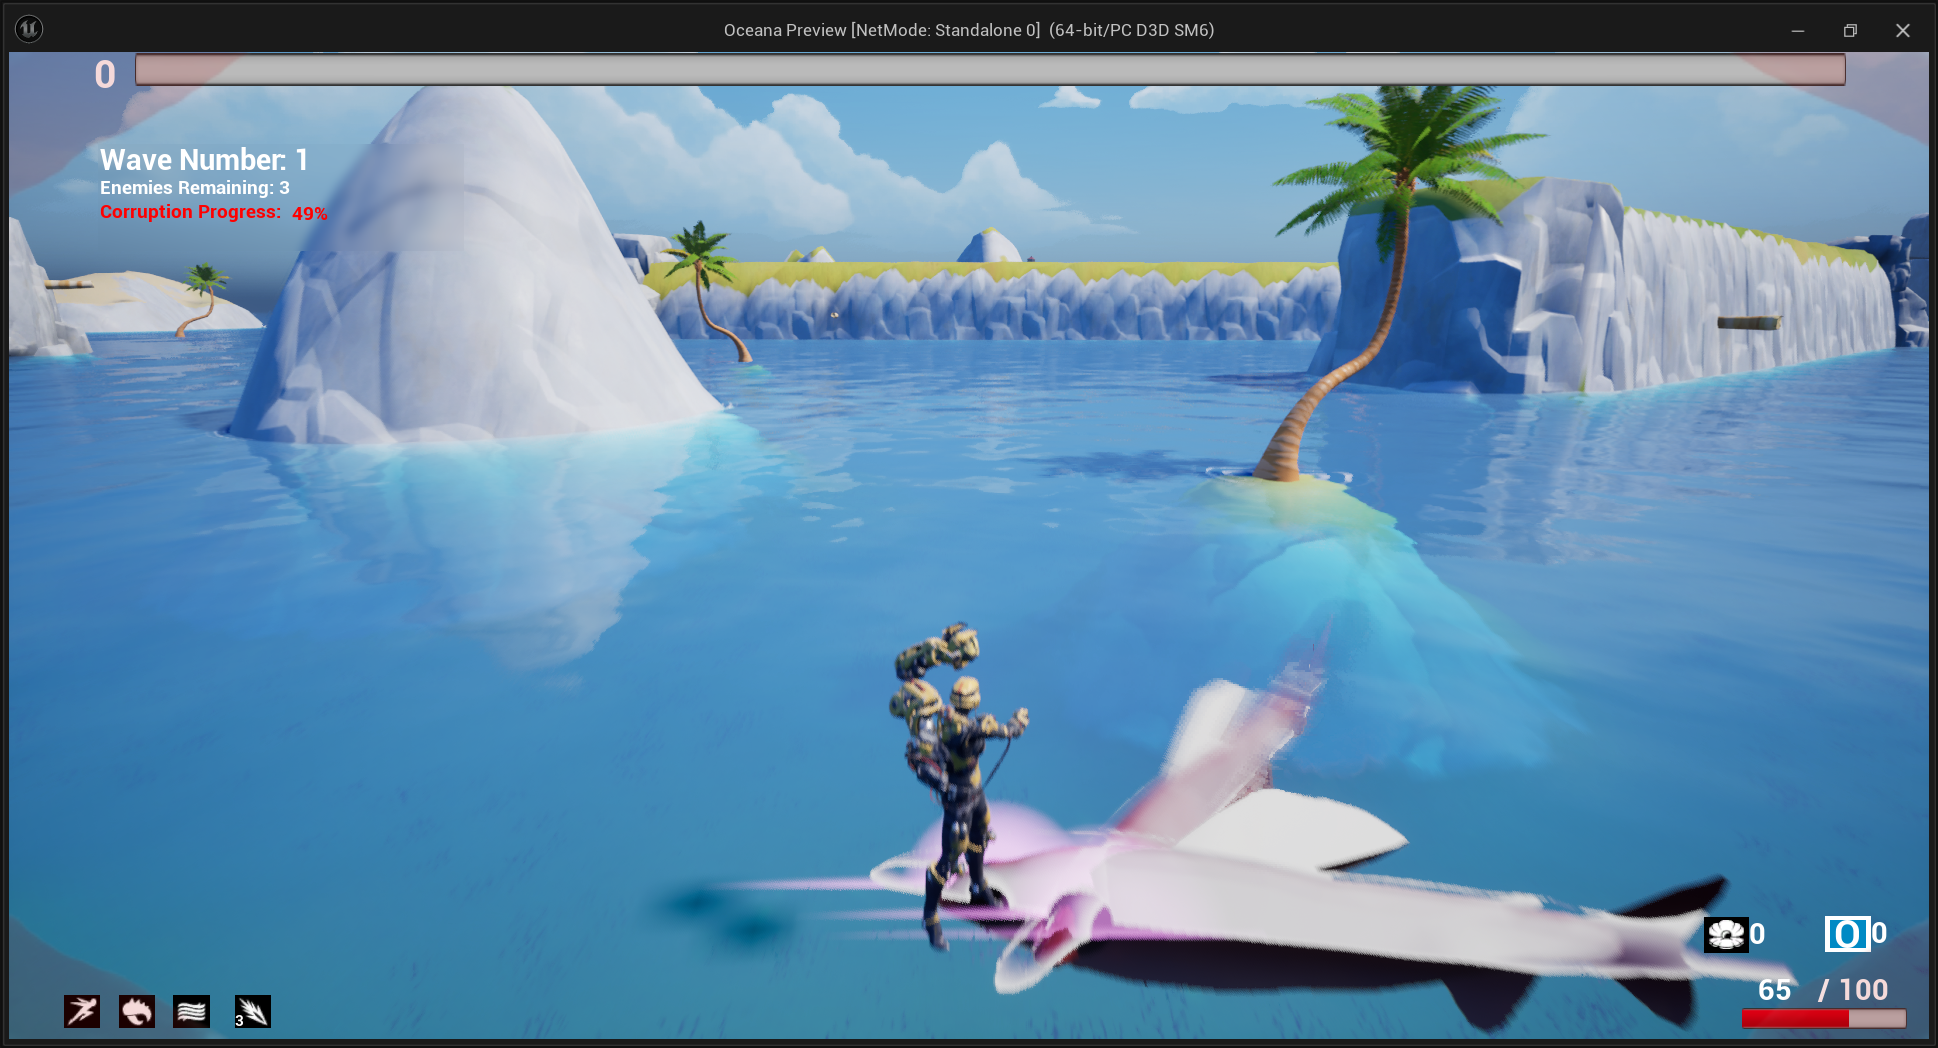 Oceana Preview [NetMode: Standalone 0]  (64-bit/PC D3D SM6)
0
Wave Number: 1
Enemies Remaining: 3
Corruption Progress: 49%
0
O 0
65 / 100
3